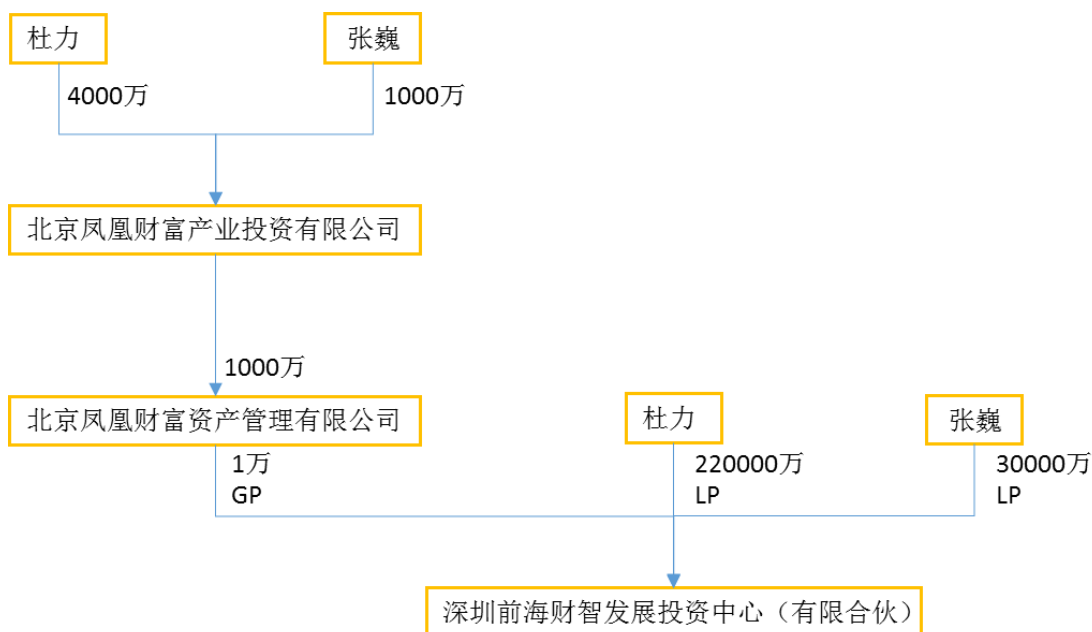 杜力
张巍
4000万
1000万
北京凤凰财富产业投资有限公司
1000万
北京凤凰财富资产管理有限公司
杜力
张巍
1万
GP
220000万
LP
30000万
LP
深圳前海财智发展投资中心（有限合伙）